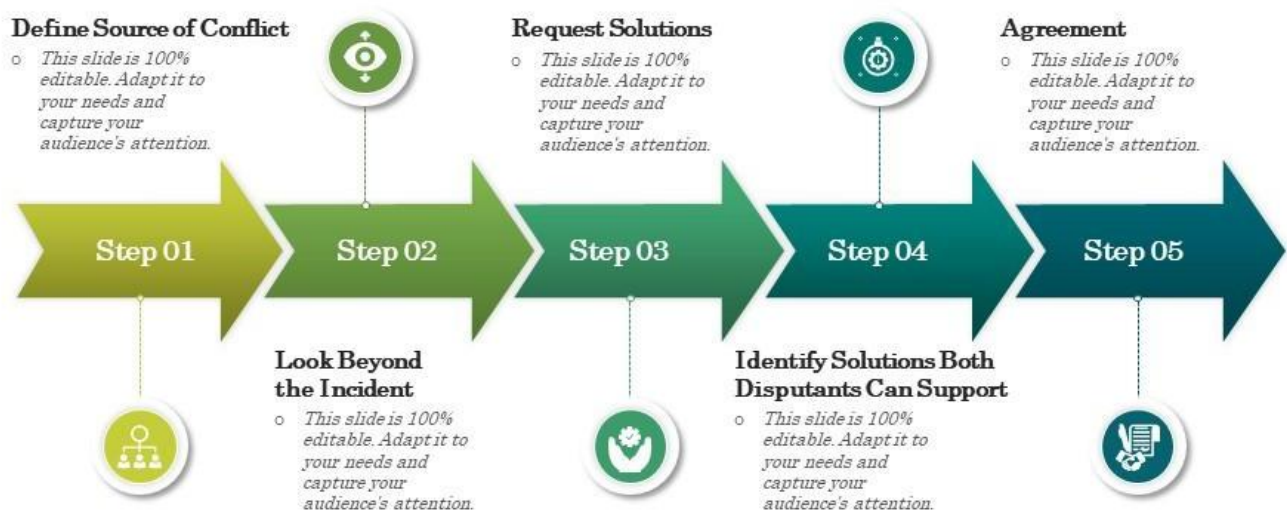 Define Source of Conflict
o This slide is 100%
editable. Adapt it to
your needs and
capture your
audience's attention.
Request Solutions
o This slide is 100%
editable. Adapt it to
your needs and
capture your
audience's attention.
Agreement
o This slide is 100%
editable. Adapt it to
your needs and
capture your
audience's attention.
Step 01
Step 02
Step 03
Step 04
Step 05
Look Beyond
the Incident
o This slide is 100%
editable. Adapt it to
your needs and
capture your
audience's attention.
Identify Solutions Both
Disputants Can Support
o This slide is 100%
editable. Adapt it to
your needs and
capture your
audience's attention.